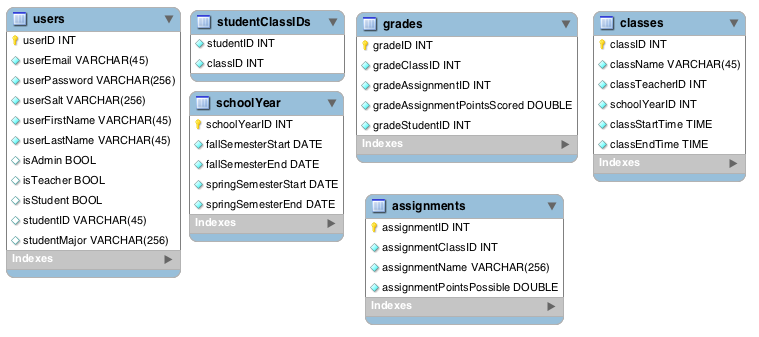 users
userID INT
userEmail VARCHAR(45)
userPassword VARCHAR(256)
userSalt VARCHAR(256)
userFirstName VARCHAR(45)
userLastName VARCHAR(45)
isAdmin BOOL
isTeacher BOOL
isStudent BOOL
studentID VARCHAR(45)
studentMajor VARCHAR(256)
Indexes
studentClassIDs
studentID INT
classID INT
schoolYear
schoolYearID INT
fallSemesterStart DATE
fallSemesterEnd DATE
springSemesterStart DATE
springSemesterEnd DATE
Indexes
grades
gradeID INT
gradeClassID INT
gradeAssignmentID INT
gradeAssignmentPointsScored DOUBLE
gradeStudentID INT
Indexes
assignments
assignmentID INT
assignmentClassID INT
assignmentName VARCHAR(256)
assignmentPointsPossible DOUBLE
Indexes
classes
classID INT
className VARCHAR(45)
classTeacherID INT
schoolYearID INT
classStartTime TIME
classEndTime TIME
Indexes